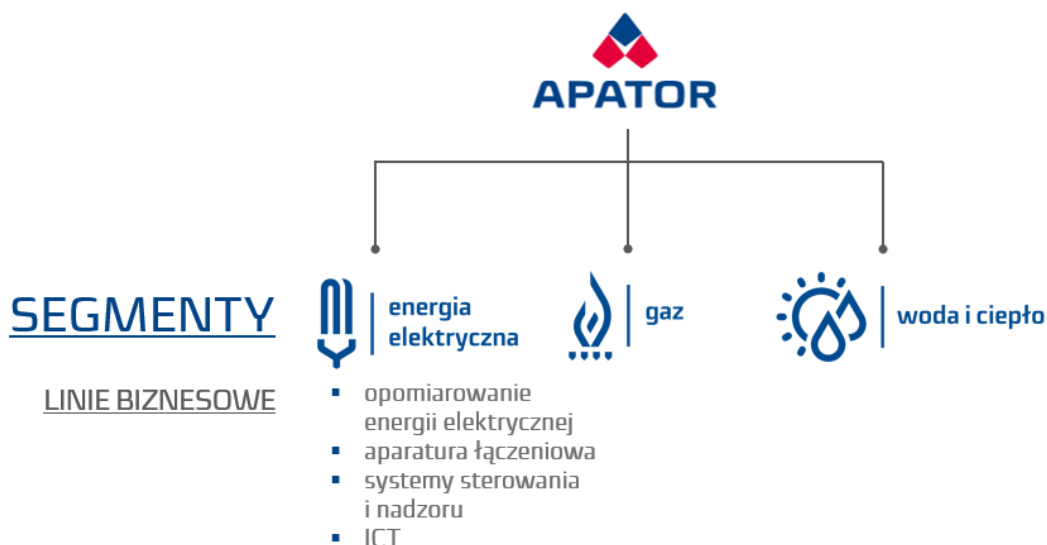 APATOR
SEGMENTY
energia
elektryczna
gaz
woda i ciepło
LINIE BIZNESOWE
▪ opomiarowanie
energii elektrycznej
▪ aparatura łączeniowa
▪ systemy sterowania
i nadzoru
▪ ICT